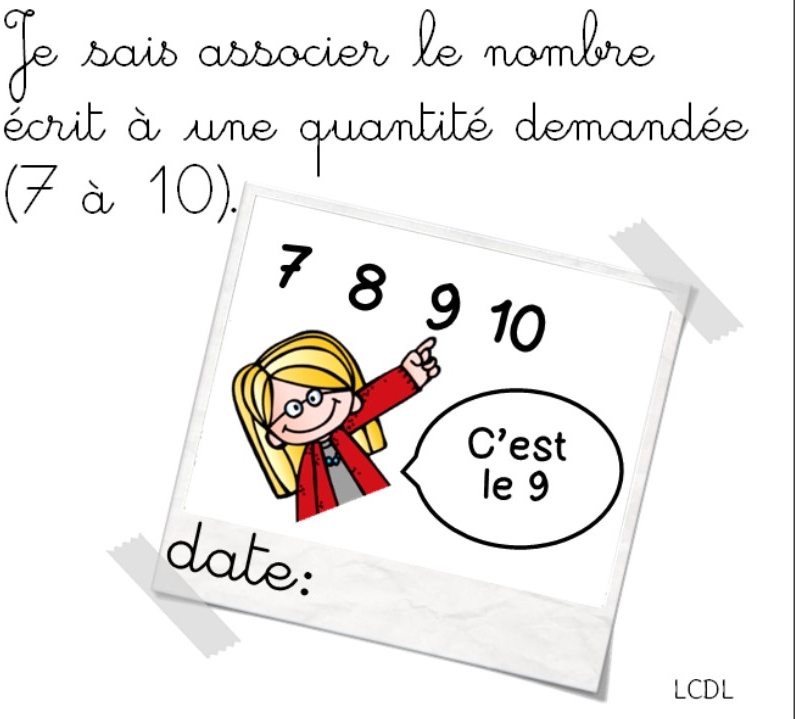 Je sais associer le nombre
écrit à une quantité demandée
(7 à 10).
7 8 9 10
C'est
le 9
date:
LCDL